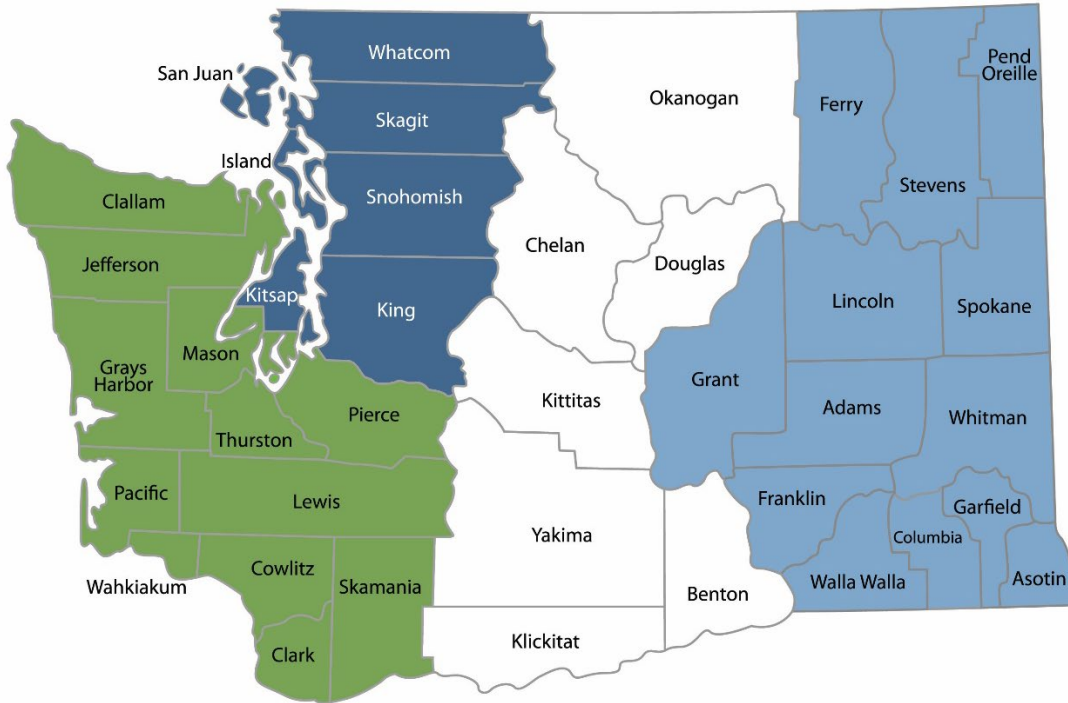 Whatcom
San Juan
Skagit
Island
Snohomish
Clallam
Jefferson
Kitsap
King
Mason
Grays
Harbor
Thurston
Pierce
Pacific
Lewis
Wahkiakum
Cowlitz
Skamania
Clark
Okanogan
Chelan
Douglas
Kittitas
Yakima
Klickitat
Benton
Ferry
Stevens
Pend
Oreille
Lincoln
Spokane
Grant
Adams
Whitman
Franklin
Walla Walla
Columbia
Garfield
Asotin